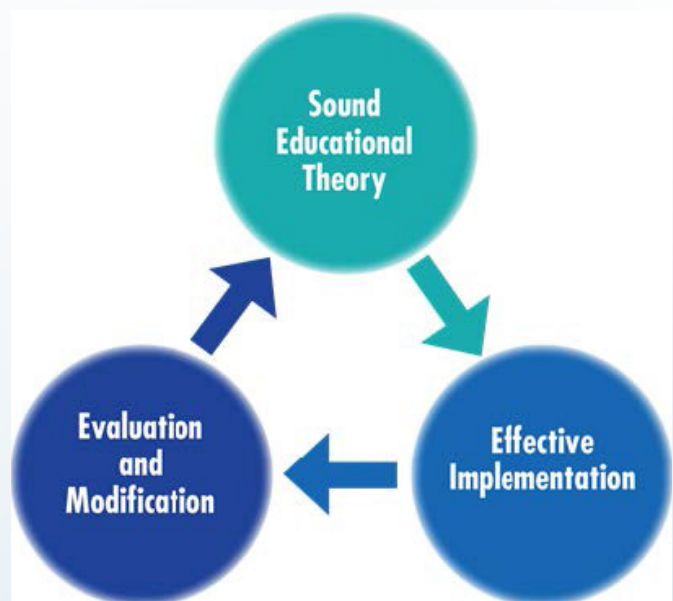 Sound
Educational
Theory
Effective
Implementation
Evaluation
and
Modification